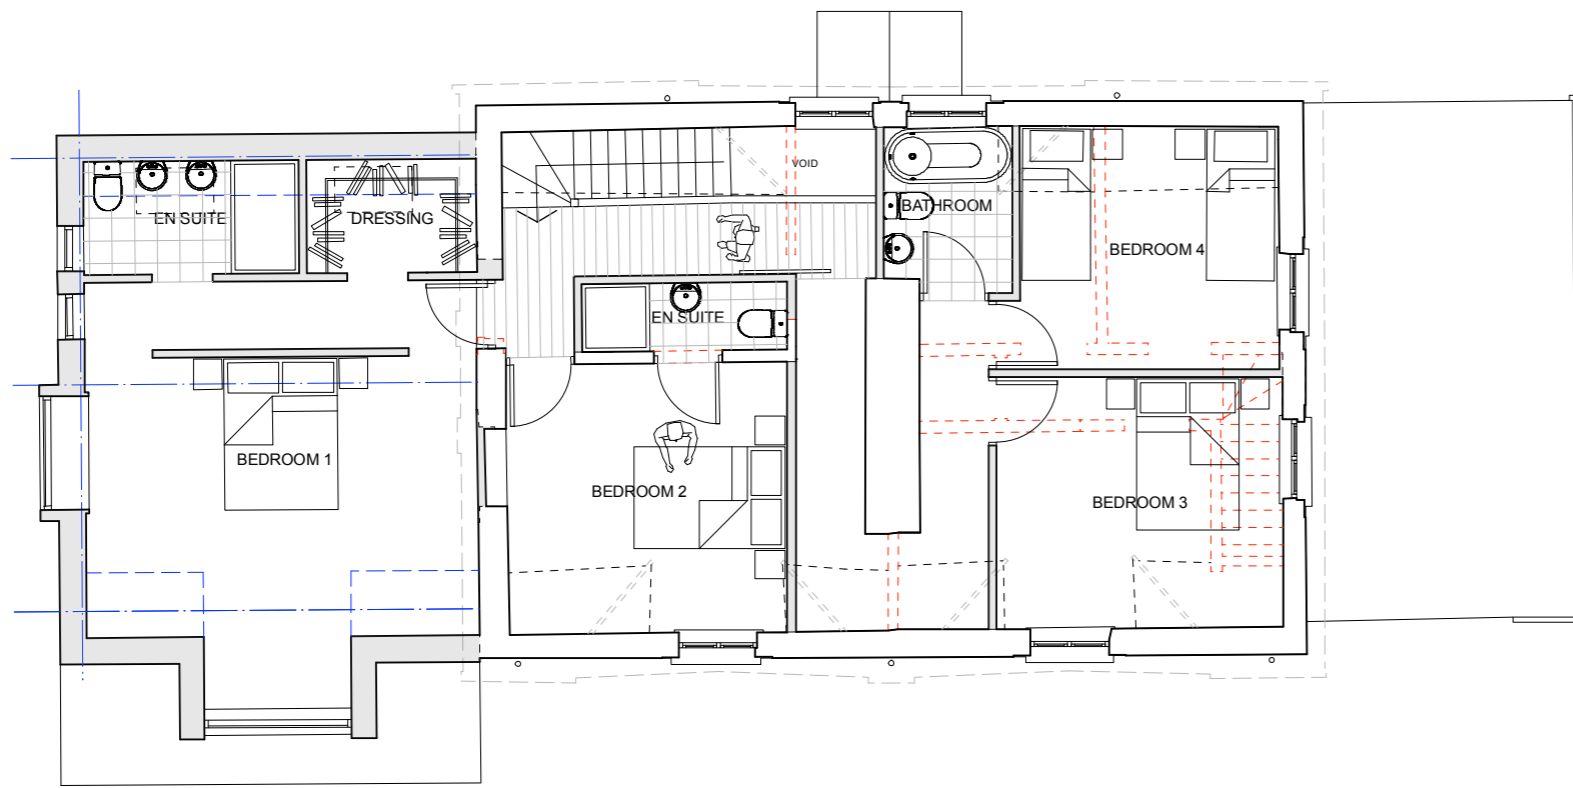 VOID
EN SUITE
DRESSING
BATHROOM
BEDROOM 4
EN SUITE
BEDROOM 1
BEDROOM 2
BEDROOM 3